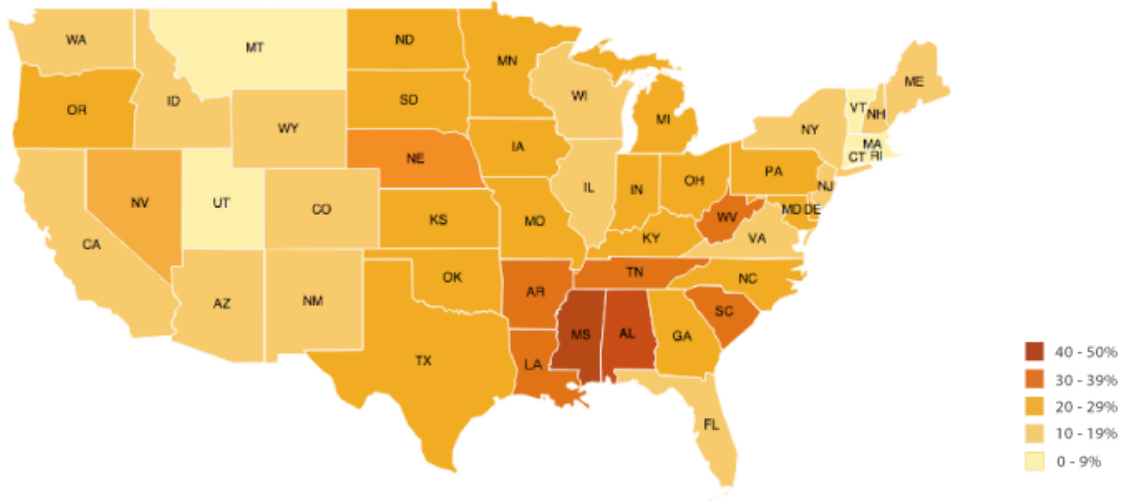 WA
MT
ND
MN
ME
OR
ID
SD
WI
VT
NH
MI
NY
WY
MA
CT RI
NE
IA
PA
NV
UT
CO
IL
IN
OH
NJ
KS
MO
WV
MD DE
CA
KY
VA
OK
TN
NC
AZ
NM
AR
SC
MS
AL
GA
TX
LA
FL
40 - 50%
30 - 39%
20 - 29%
10 - 19%
0 - 9%